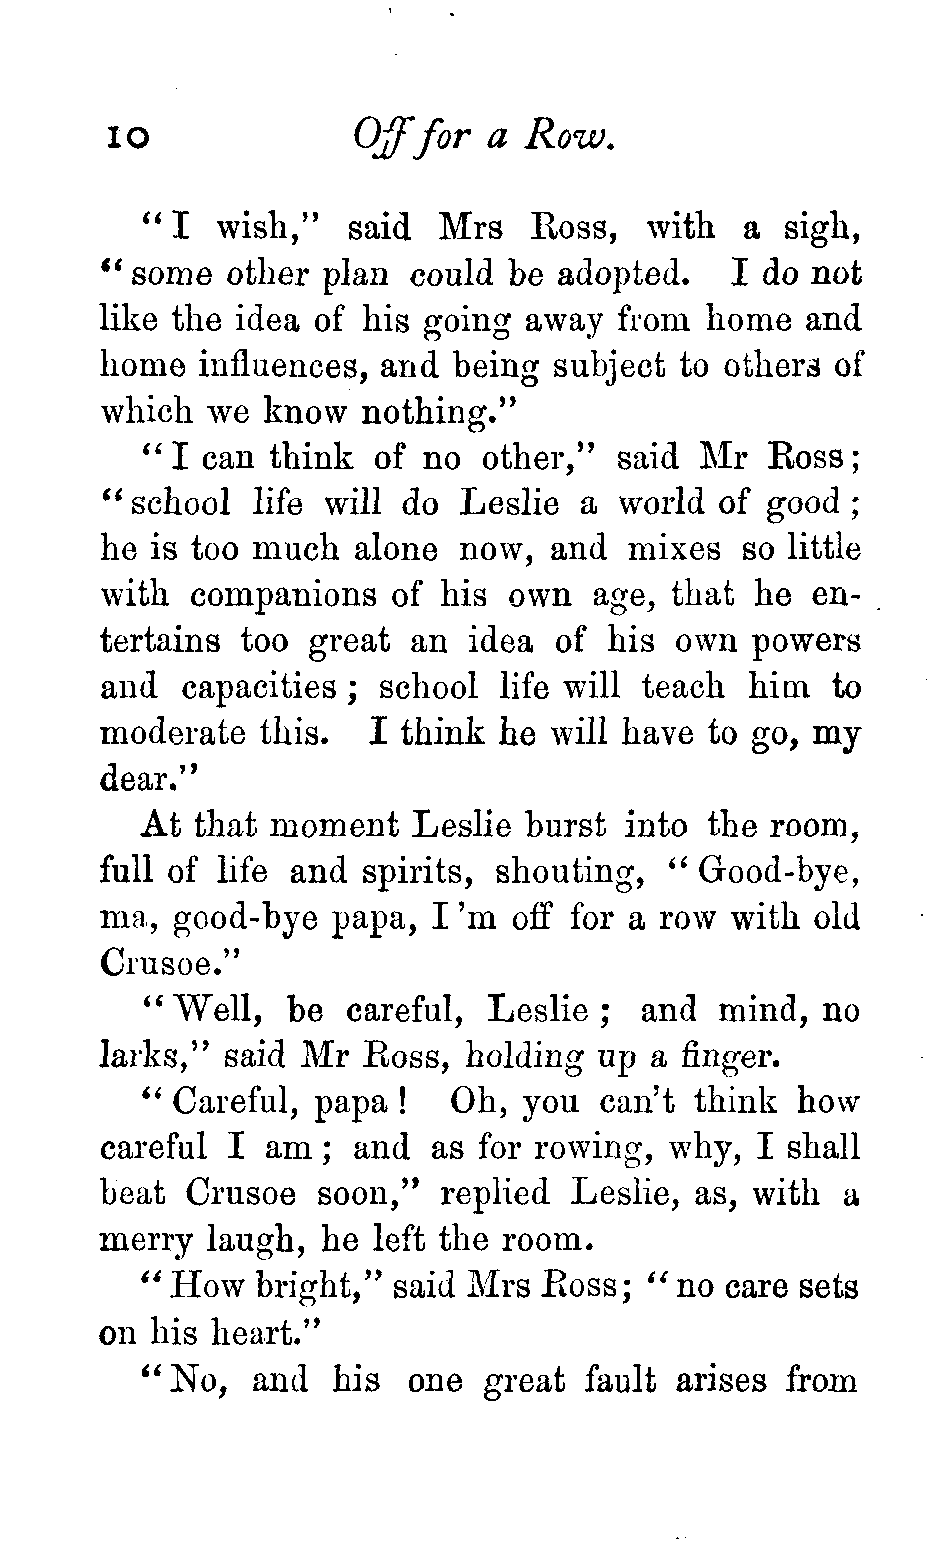 10 Off for a Row.
"I wish," said Mrs Ross, with a sigh,
"some other plan could be adopted. I do not
like the idea of his going away from home and
home influences, and being subject to others of
which we know nothing."
"I can think of no other," said Mr Ross;
"school life will do Leslie a world of good;
he is too much alone now, and mixes so little
with companions of his own age, that he en-
tertains too great an idea of his own powers
and capacities; school life will teach him to
moderate this. I think he will have to go, my
dear."
At that moment Leslie burst into the room,
full of life and spirits, shouting, "Good-bye,
ma, good-bye papa, I'm off for a row with old
Crusoe."
"Well, be careful, Leslie; and mind, no
larks," said Mr Ross, holding up a finger.
"Careful, papa! Oh, you can't think how
careful I am; and as for rowing, why, I shall
beat Crusoe soon," replied Leslie, as, with a
merry laugh, he left the room.
"How bright," said Mrs Ross; "no care sets
on his heart."
"No, and his one great fault arises from